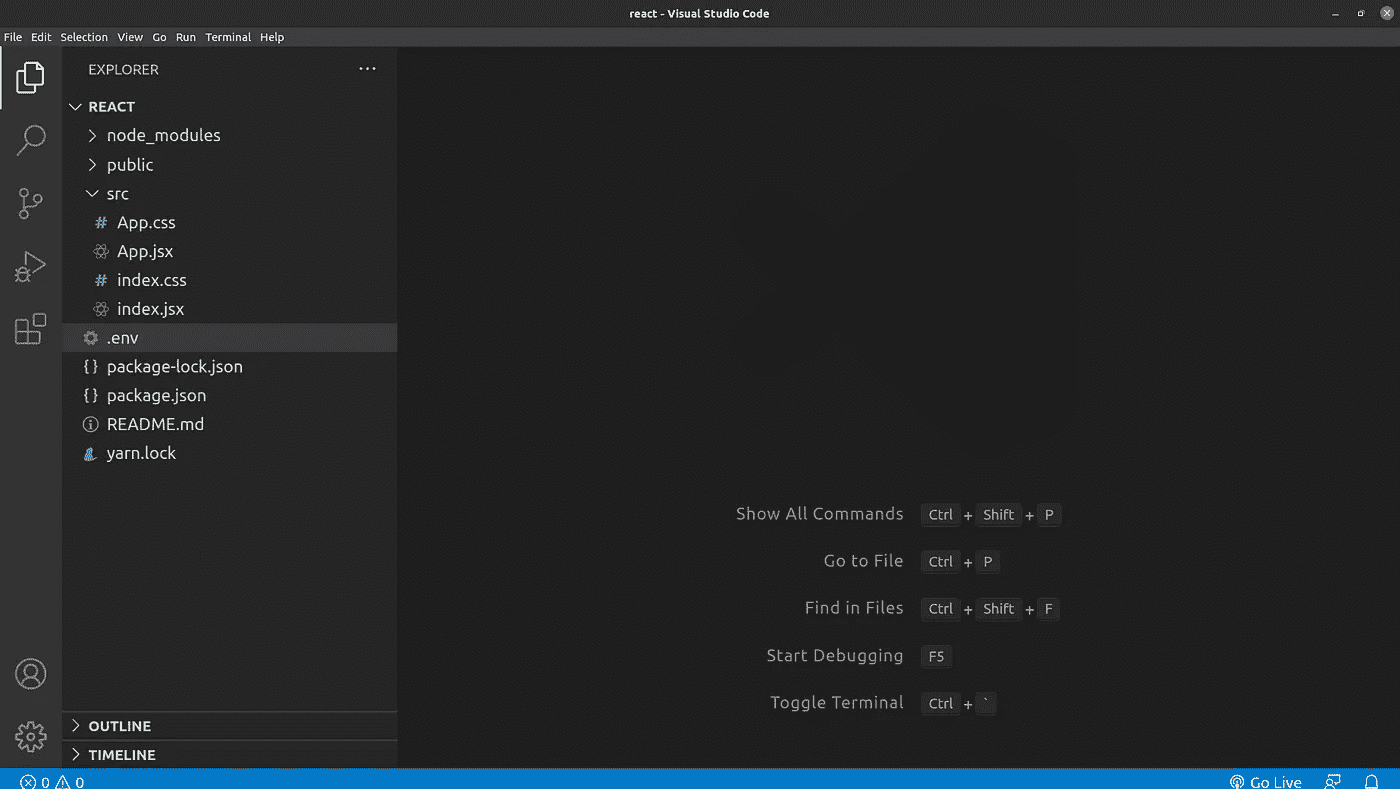 react - Visual Studio Code
File Edit Selection View Go Run Terminal Help
EXPLORER
REACT
node_modules
public
src
App.css
App.jsx
index.css
index.jsx
.env
package-lock.json
package.json
README.md
yarn.lock
Show All Commands Ctrl + Shift + P
Go to File Ctrl + P
Find in Files Ctrl + Shift + F
Start Debugging F5
Toggle Terminal Ctrl + `
OUTLINE
TIMELINE
0 0 Go Live